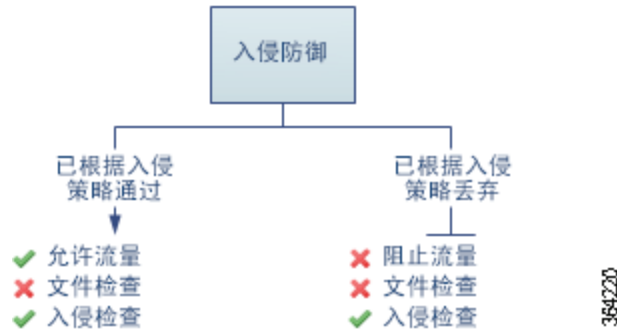 入侵防御
已根据入侵
策略通过
已根据入侵
策略丢弃
允许流量
文件检查
入侵检查
阻止流量
文件检查
入侵检查
364220